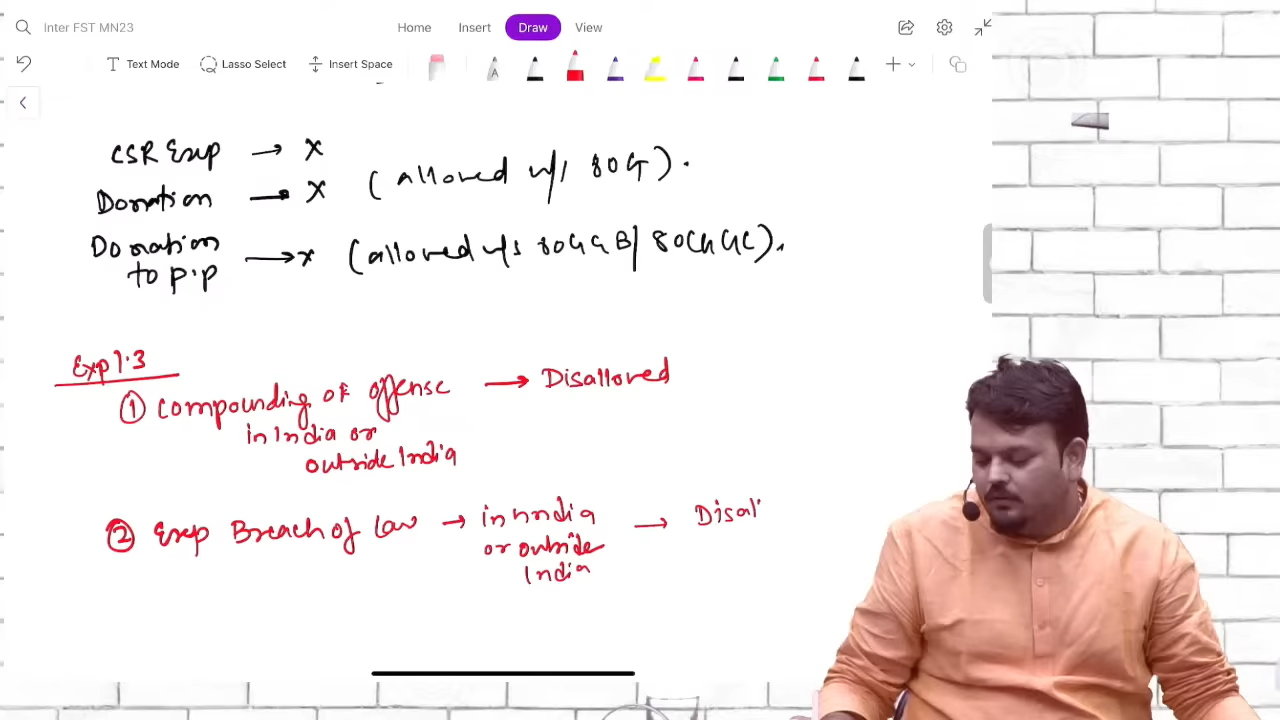 Inter FST MN23
Home Insert Draw View
Text Mode Lasso Select Insert Space
CSR Exp → X
Donation → X (allowed u/s 80G).
Donation to p.p → x (allowed u/s 80GGB/ 80GGC).
Exp 1.3
① Compounding of offense → Disallowed
in India or
outside India
② Exp Breach of Law → in India → Disal
or outside
India